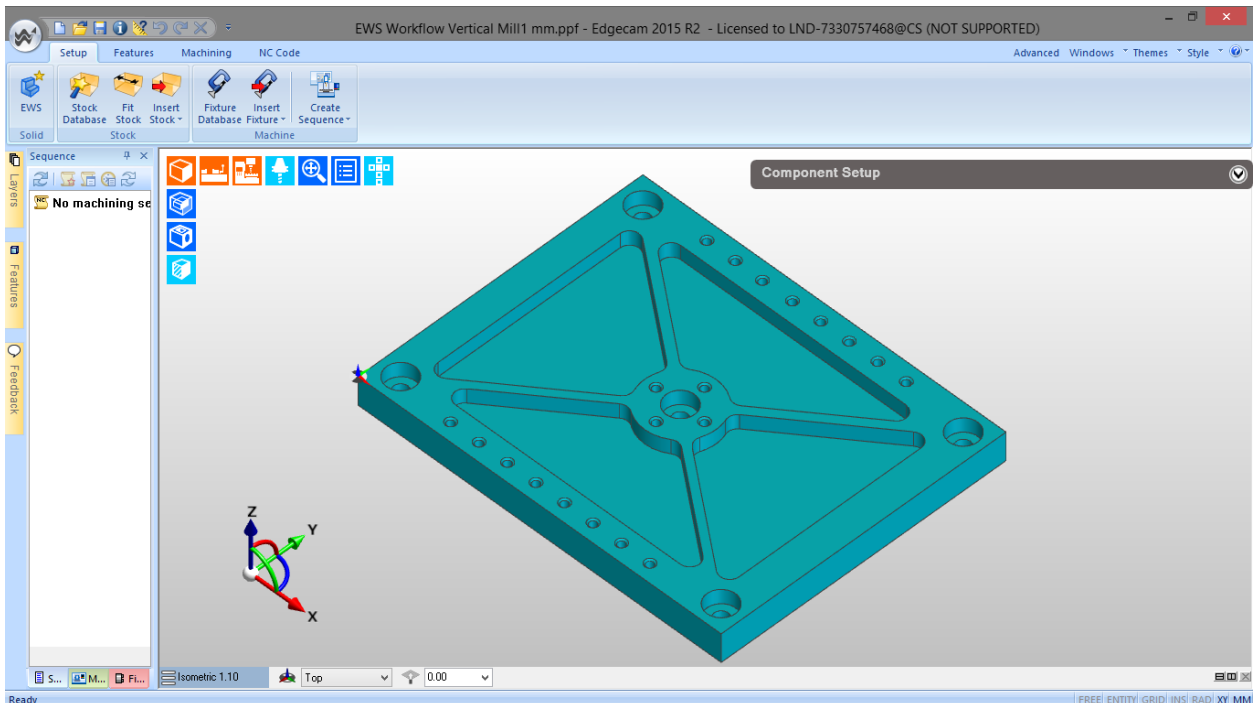 EWS Workflow Vertical Mill1 mm.ppf - Edgecam 2015 R2 - Licensed to LND-7330757468@CS (NOT SUPPORTED)
Setup Features Machining NC Code Advanced Windows Themes Style
EWS Stock Database Fit Stock Insert Stock Fixture Database Insert Fixture Create Sequence
Solid Stock Machine
Sequence
Component Setup
Layers
NC No machining se
Features
Feedback
Z
Y
X
S... M... Fi... Isometric 1.10 Top 0.00
Ready FREE ENTITY GRID INS RAD XY MM